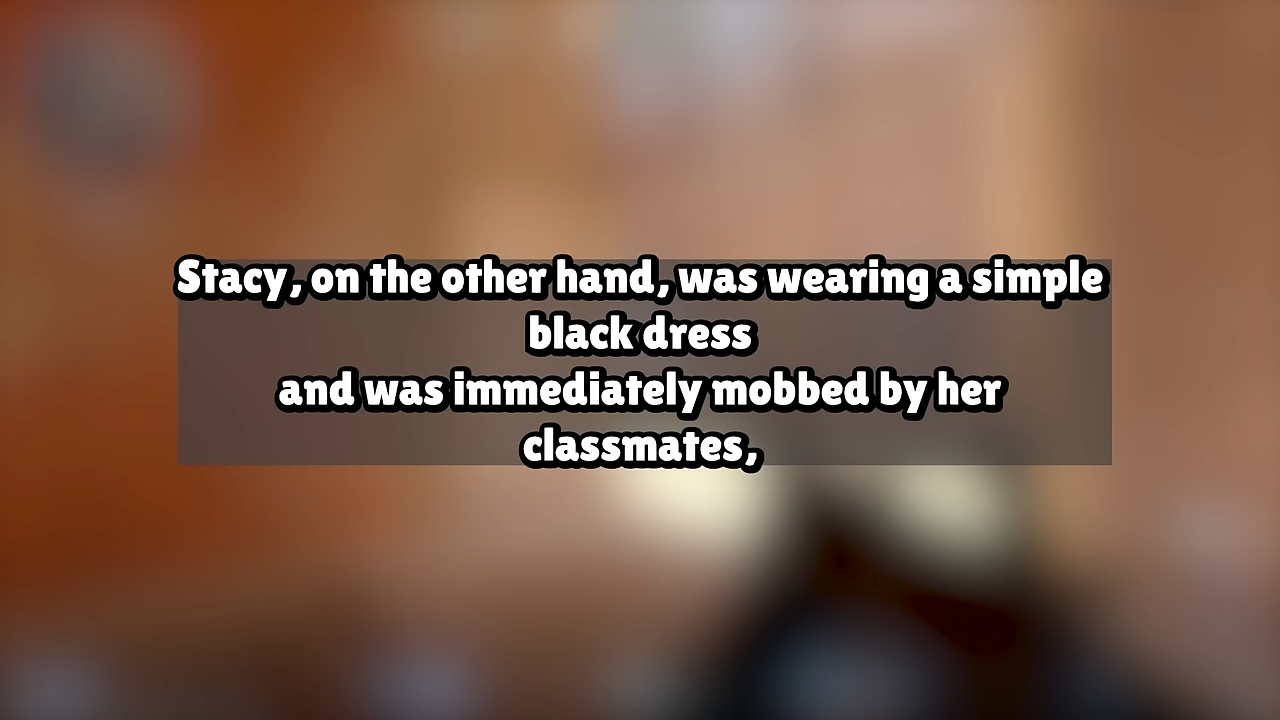 Stacy, on the other hand, was wearing a simple
black dress
and was immediately mobbed by her
classmates,